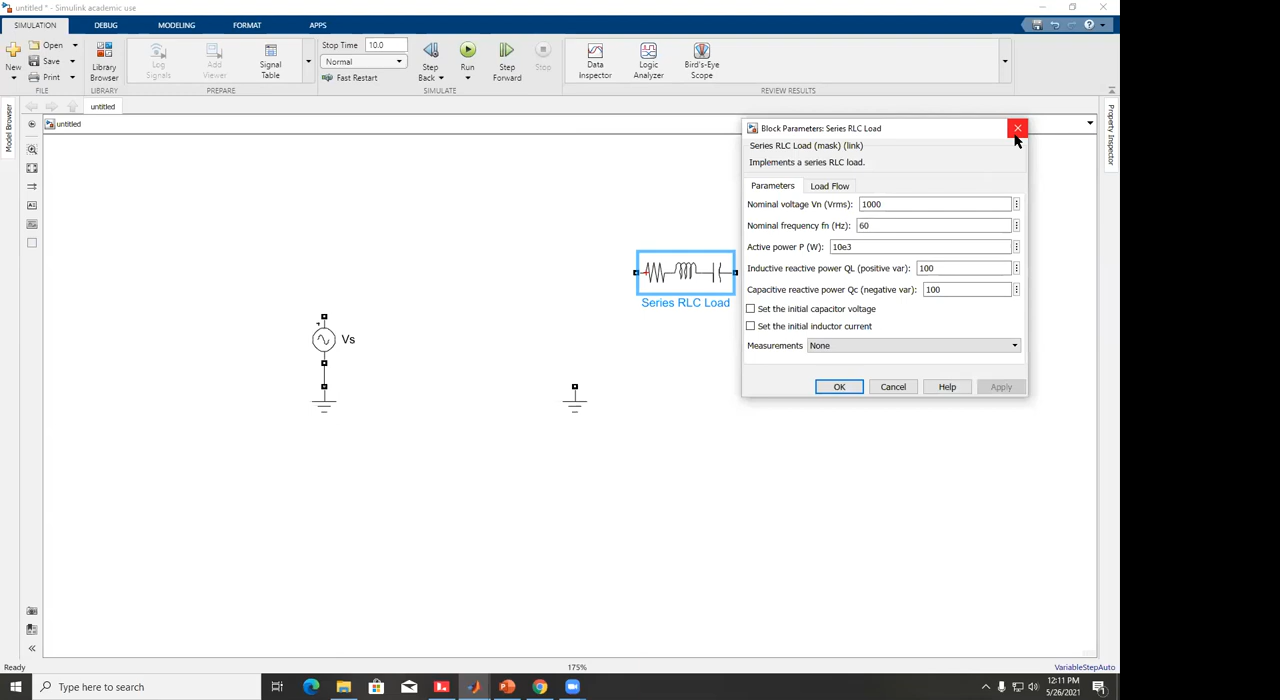 untitled * - Simulink academic use
SIMULATION DEBUG MODELING FORMAT APPS
New
Open
Save
Print
FILE
Library Browser
LIBRARY
Log Signals
Add Viewer
Signal Table
PREPARE
Stop Time 10.0
Normal
Fast Restart
Step Back
Run
Step Forward
Stop
SIMULATE
Data Inspector
Logic Analyzer
Bird's-Eye Scope
REVIEW RESULTS
untitled
untitled
Model Browser
Property Inspector
Block Parameters: Series RLC Load
Series RLC Load (mask) (link)
Implements a series RLC load.
Parameters Load Flow
Nominal voltage Vn (Vrms): 1000
Nominal frequency fn (Hz): 60
Active power P (W): 10e3
Inductive reactive power QL (positive var): 100
Capacitive reactive power Qc (negative var): 100
Set the initial capacitor voltage
Set the initial inductor current
Measurements None
OK Cancel Help Apply
Series RLC Load
+
Vs
Ready 175% VariableStepAuto
Type here to search
12:11 PM
5/26/2021